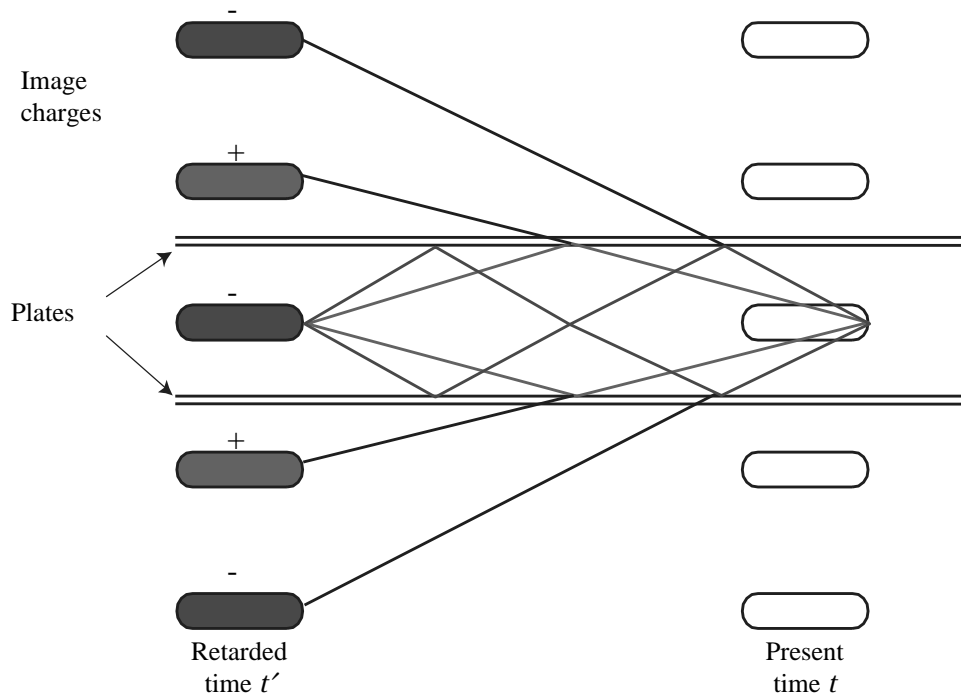 -
Image
charges
+
-
Plates
+
-
Retarded
time t′
Present
time t